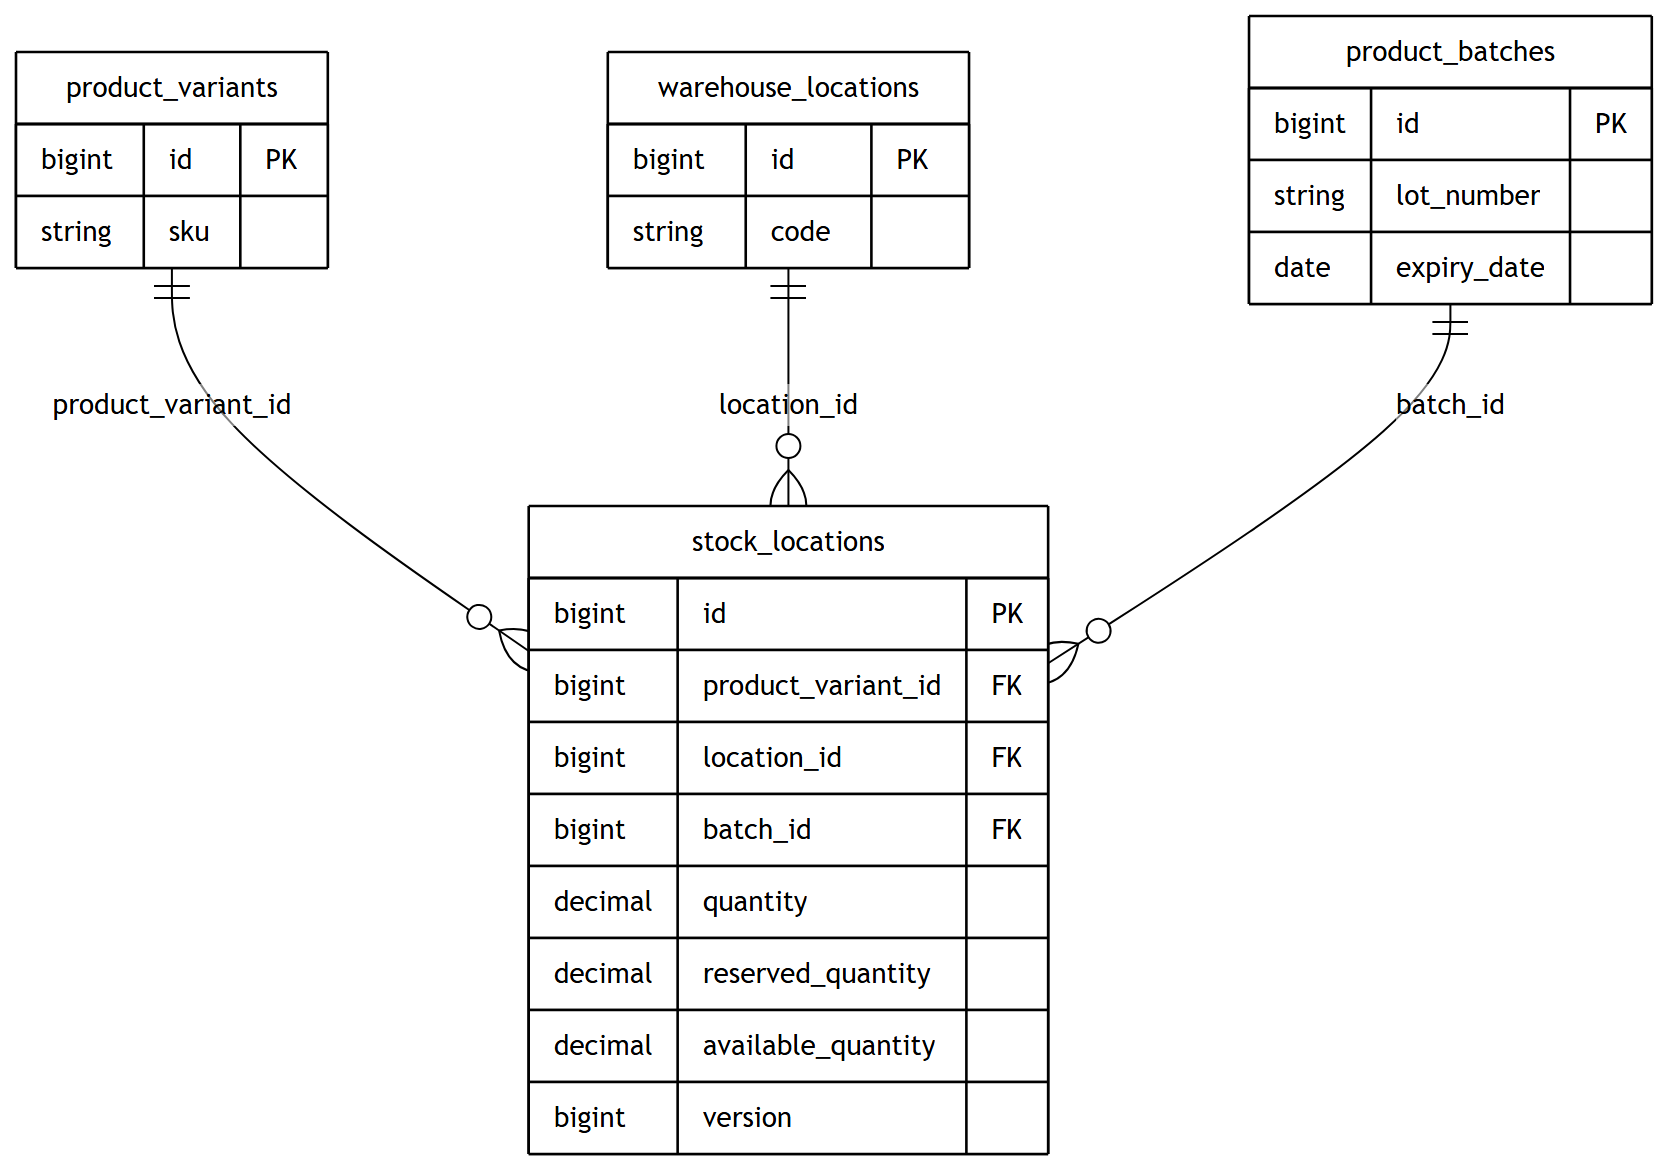 product_variants
bigint id PK
string sku
warehouse_locations
bigint id PK
string code
product_batches
bigint id PK
string lot_number
date expiry_date
product_variant_id
location_id
batch_id
stock_locations
bigint id PK
bigint product_variant_id FK
bigint location_id FK
bigint batch_id FK
decimal quantity
decimal reserved_quantity
decimal available_quantity
bigint version